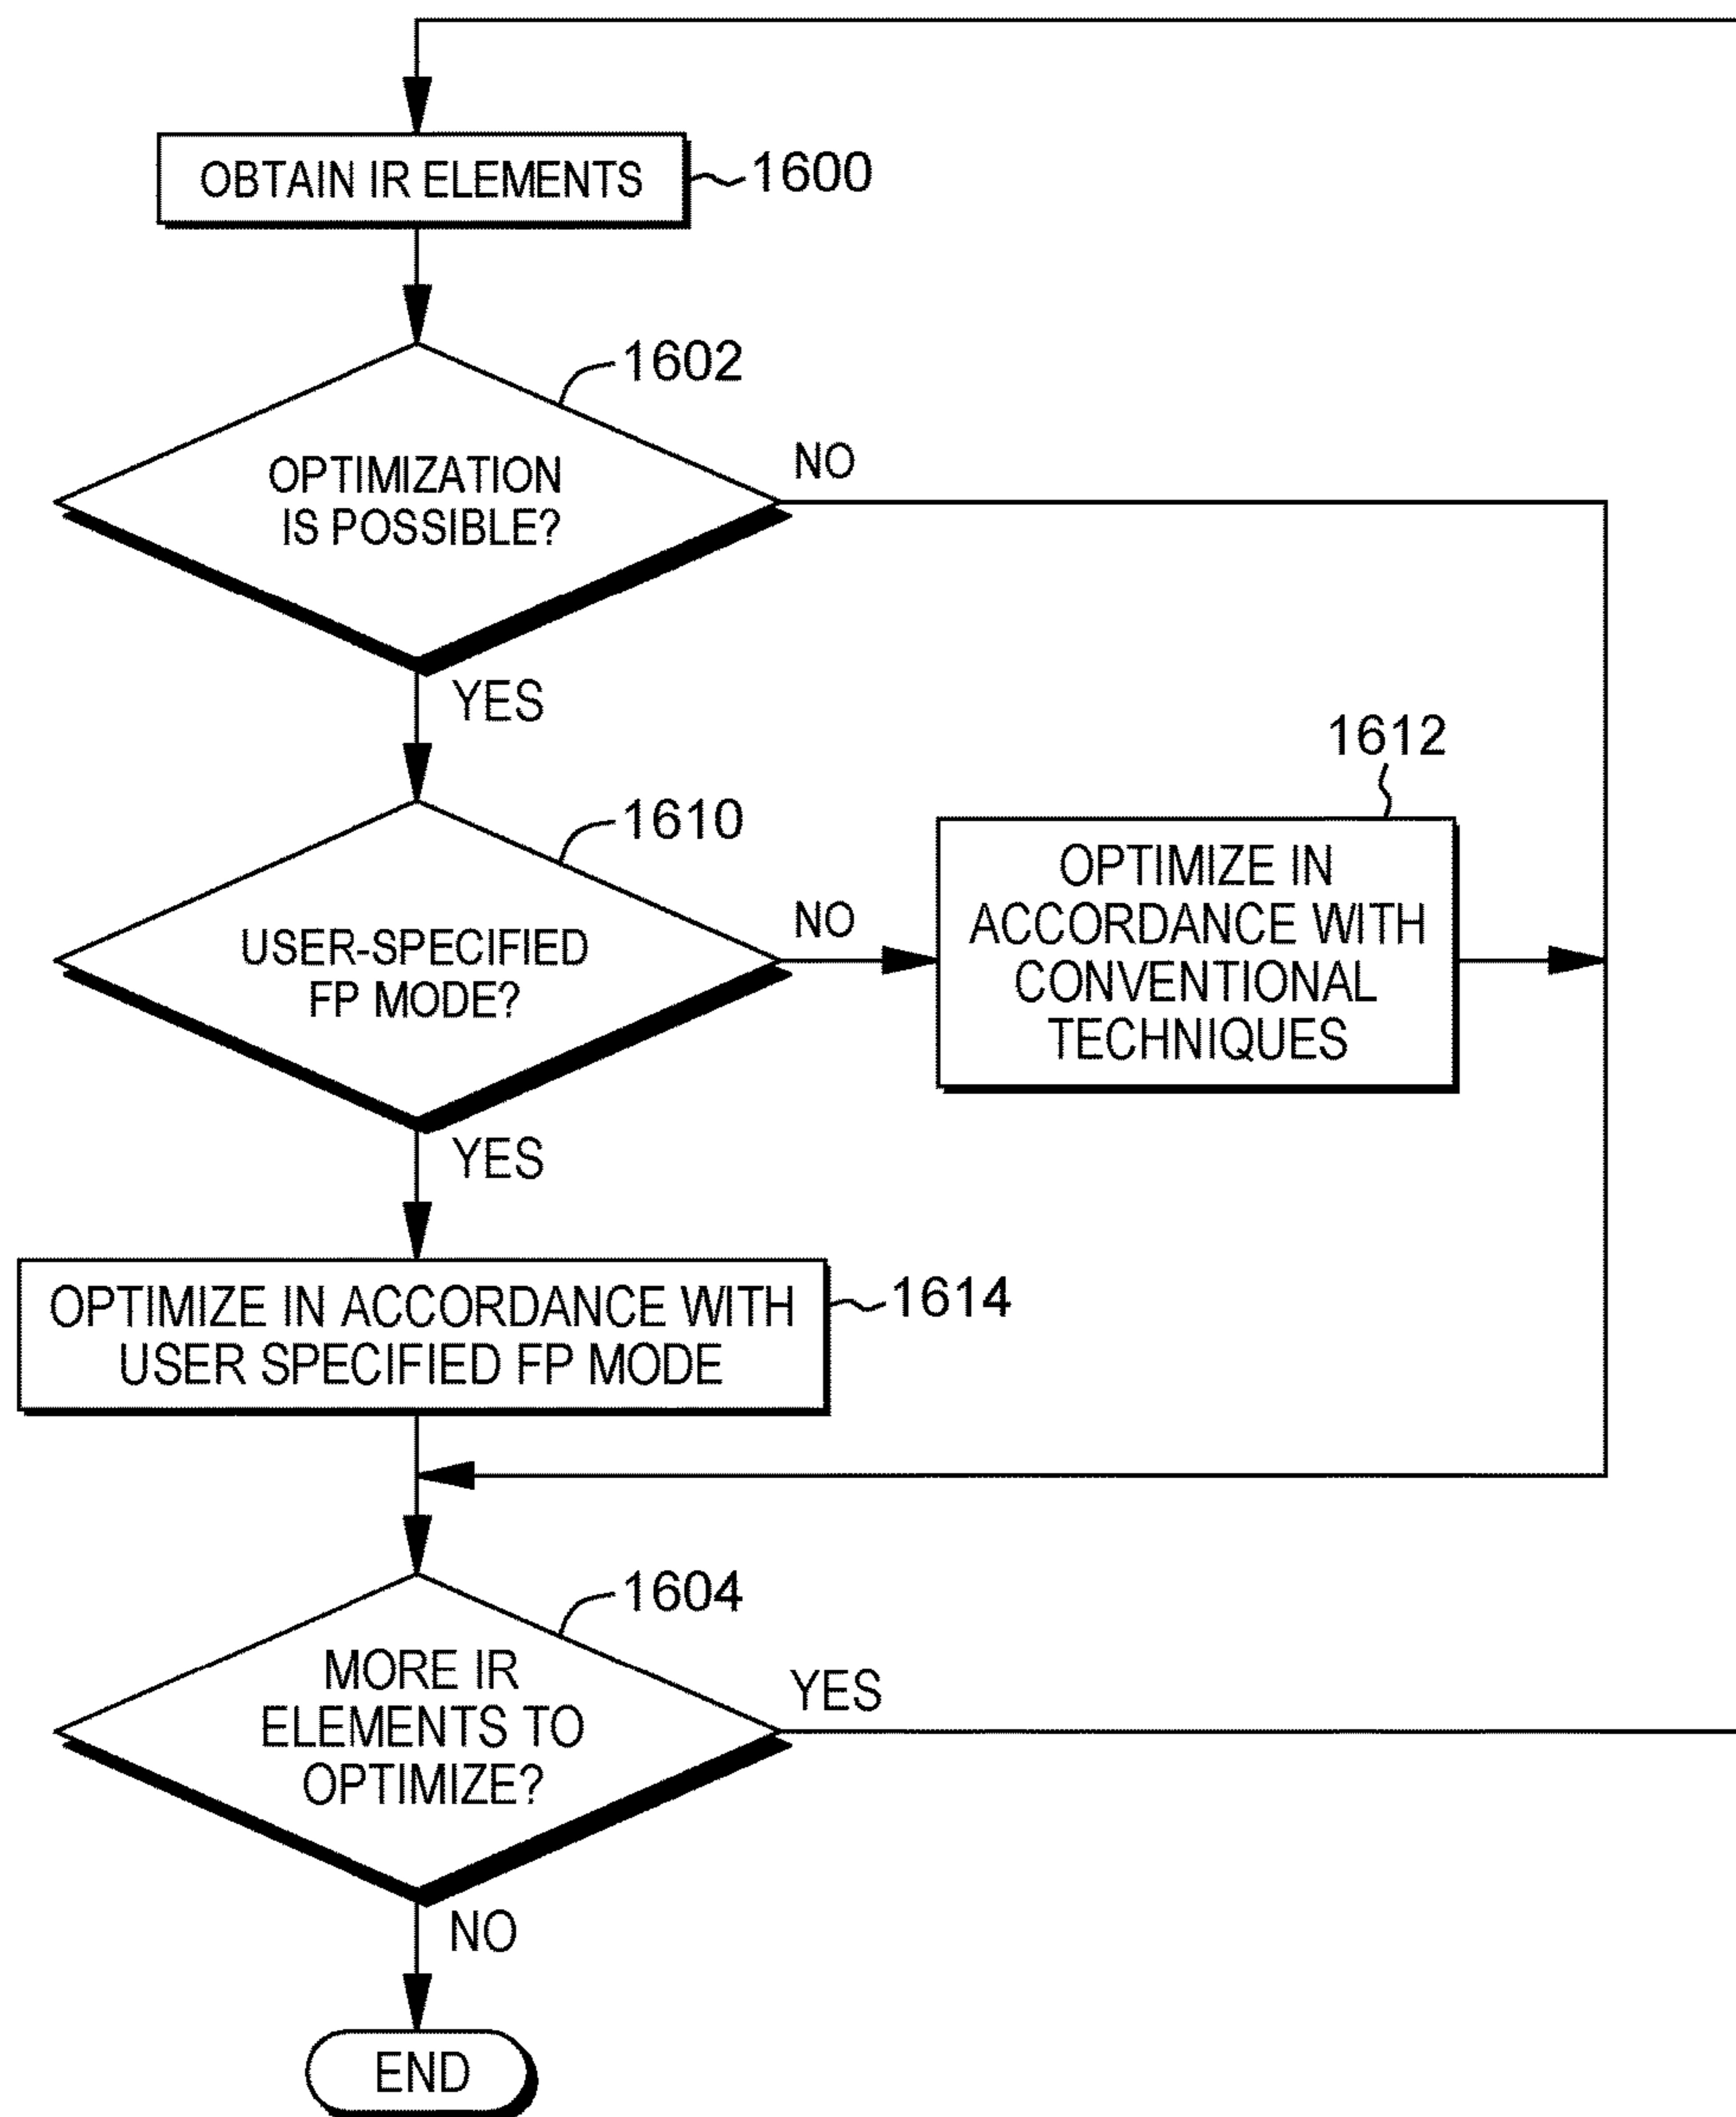 OBTAIN IR ELEMENTS
1600
1602
OPTIMIZATION
IS POSSIBLE?
NO
YES
1610
USER-SPECIFIED
FP MODE?
NO
YES
1612
OPTIMIZE IN
ACCORDANCE WITH
CONVENTIONAL
TECHNIQUES
OPTIMIZE IN ACCORDANCE WITH
USER SPECIFIED FP MODE
1614
1604
MORE IR
ELEMENTS TO
OPTIMIZE?
YES
NO
END